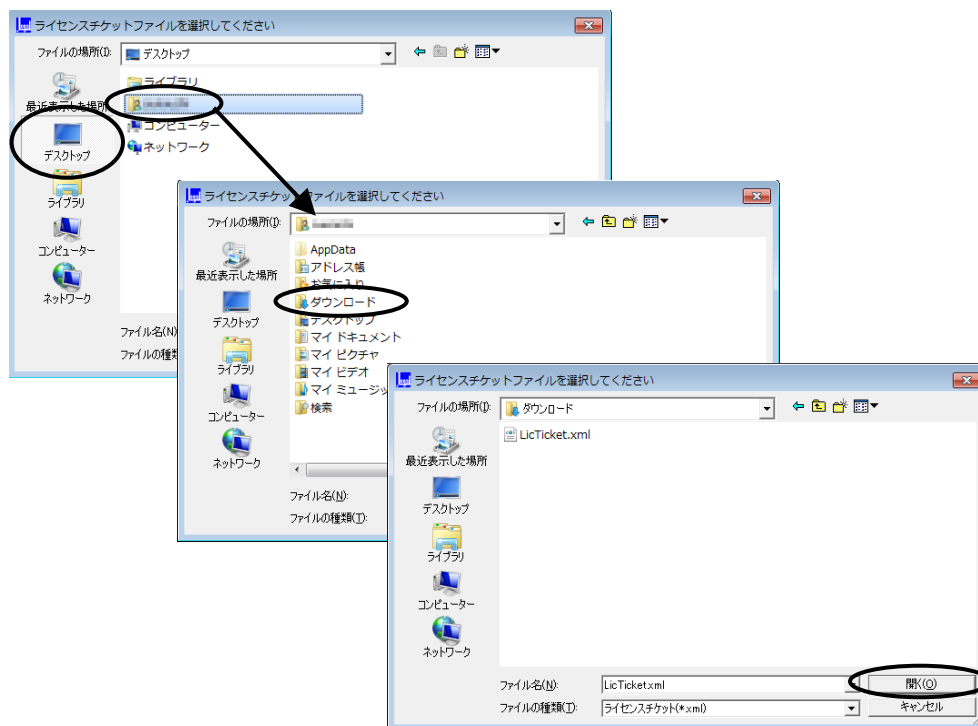 ライセンスチケットファイルを選択してください
ファイルの場所(I):
デスクトップ
最近表示した場所
デスクトップ
ライブラリ
コンピューター
ネットワーク
ライブラリ
コンピューター
ネットワーク
ファイル名(N)
ファイルの種類
ライセンスチケットファイルを選択してください
ファイルの場所(I):
最近表示した場所
デスクトップ
ライブラリ
コンピューター
ネットワーク
AppData
アドレス帳
お気に入り
ダウンロード
デスクトップ
マイ ドキュメント
マイ ピクチャ
マイ ビデオ
マイ ミュージッ
検索
ファイル名(N):
ファイルの種類(T):
ライセンスチケットファイルを選択してください
ファイルの場所(I):
ダウンロード
最近表示した場所
デスクトップ
ライブラリ
コンピューター
ネットワーク
LicTicket.xml
ファイル名(N):
LicTicket.xml
開く(O)
ファイルの種類(T):
ライセンスチケット(*.xml)
キャンセル